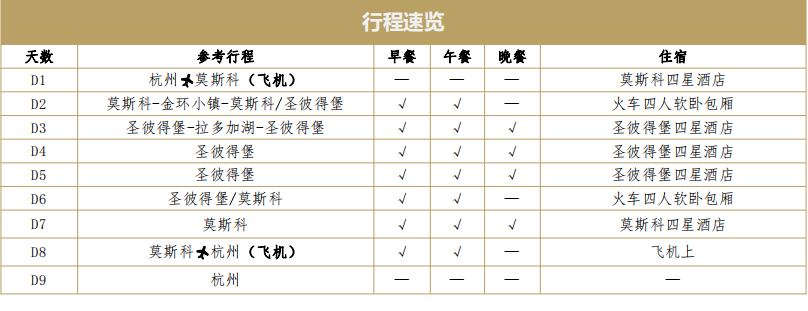 行程速览
天数 参考行程 早餐 午餐 晚餐 住宿
D1 杭州✈莫斯科（飞机） — — — 莫斯科四星酒店
D2 莫斯科-金环小镇-莫斯科/圣彼得堡 √ √ — 火车四人软卧包厢
D3 圣彼得堡-拉多加湖-圣彼得堡 √ √ √ 圣彼得堡四星酒店
D4 圣彼得堡 √ √ √ 圣彼得堡四星酒店
D5 圣彼得堡 √ √ √ 圣彼得堡四星酒店
D6 圣彼得堡/莫斯科 √ √ — 火车四人软卧包厢
D7 莫斯科 √ √ √ 莫斯科四星酒店
D8 莫斯科✈杭州（飞机） √ √ — 飞机上
D9 杭州 — — — —